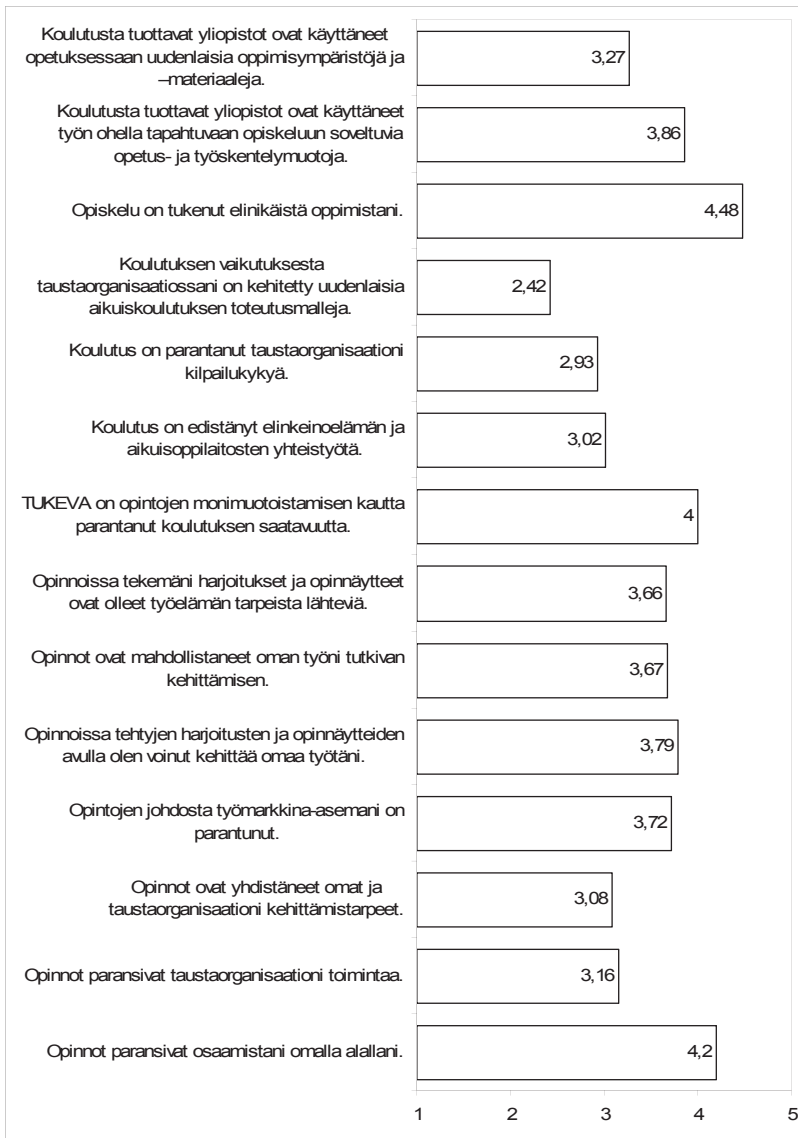 Koulutusta tuottavat yliopistot ovat käyttäneet
opetuksessaan uudenlaisia oppimisympäristöjä ja
–materiaaleja.
3,27
Koulutusta tuottavat yliopistot ovat käyttäneet
työn ohella tapahtuvaan opiskeluun soveltuvia
opetus- ja työskentelymuotoja.
3,86
Opiskelu on tukenut elinikäistä oppimistani.
4,48
Koulutuksen vaikutuksesta
taustaorganisaatiossani on kehitetty uudenlaisia
aikuiskoulutuksen toteutusmalleja.
2,42
Koulutus on parantanut taustaorganisaationi
kilpailukykyä.
2,93
Koulutus on edistänyt elinkeinoelämän ja
aikuisoppilaitosten yhteistyötä.
3,02
TUKEVA on opintojen monimuotoistamisen kautta
parantanut koulutuksen saatavuutta.
4
Opinnoissa tekemäni harjoitukset ja opinnäytteet
ovat olleet työelämän tarpeista lähteviä.
3,66
Opinnot ovat mahdollistaneet oman työni tutkivan
kehittämisen.
3,67
Opinnoissa tehtyjen harjoitusten ja opinnäytteiden
avulla olen voinut kehittää omaa työtäni.
3,79
Opintojen johdosta työmarkkina-asemani on
parantunut.
3,72
Opinnot ovat yhdistäneet omat ja
taustaorganisaationi kehittämistarpeet.
3,08
Opinnot paransivat taustaorganisaationi toimintaa.
3,16
Opinnot paransivat osaamistani omalla alallani.
4,2
1 2 3 4 5